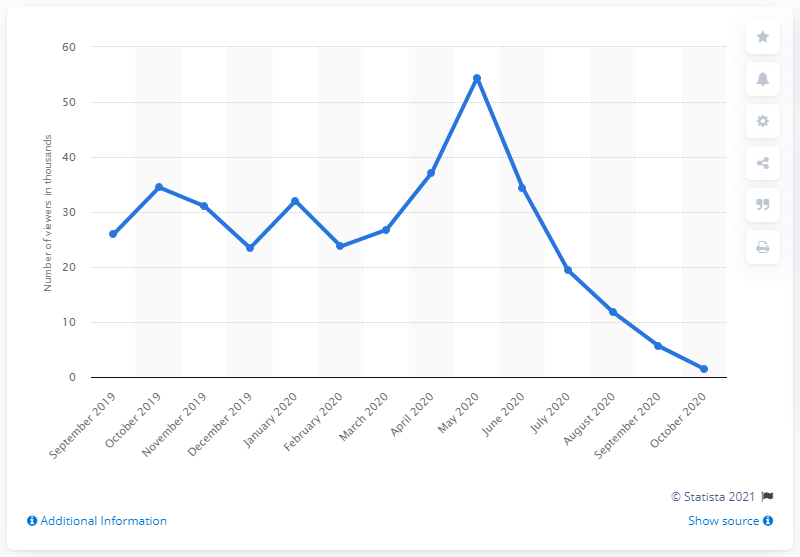 60
50
40
30
20
10
0
Number of viewers in thousands
September 2019
October 2019
November 2019
December 2019
January 2020
February 2020
March 2020
April 2020
May 2020
June 2020
July 2020
August 2020
September 2020
October 2020
© Statista 2021
Additional Information
Show source